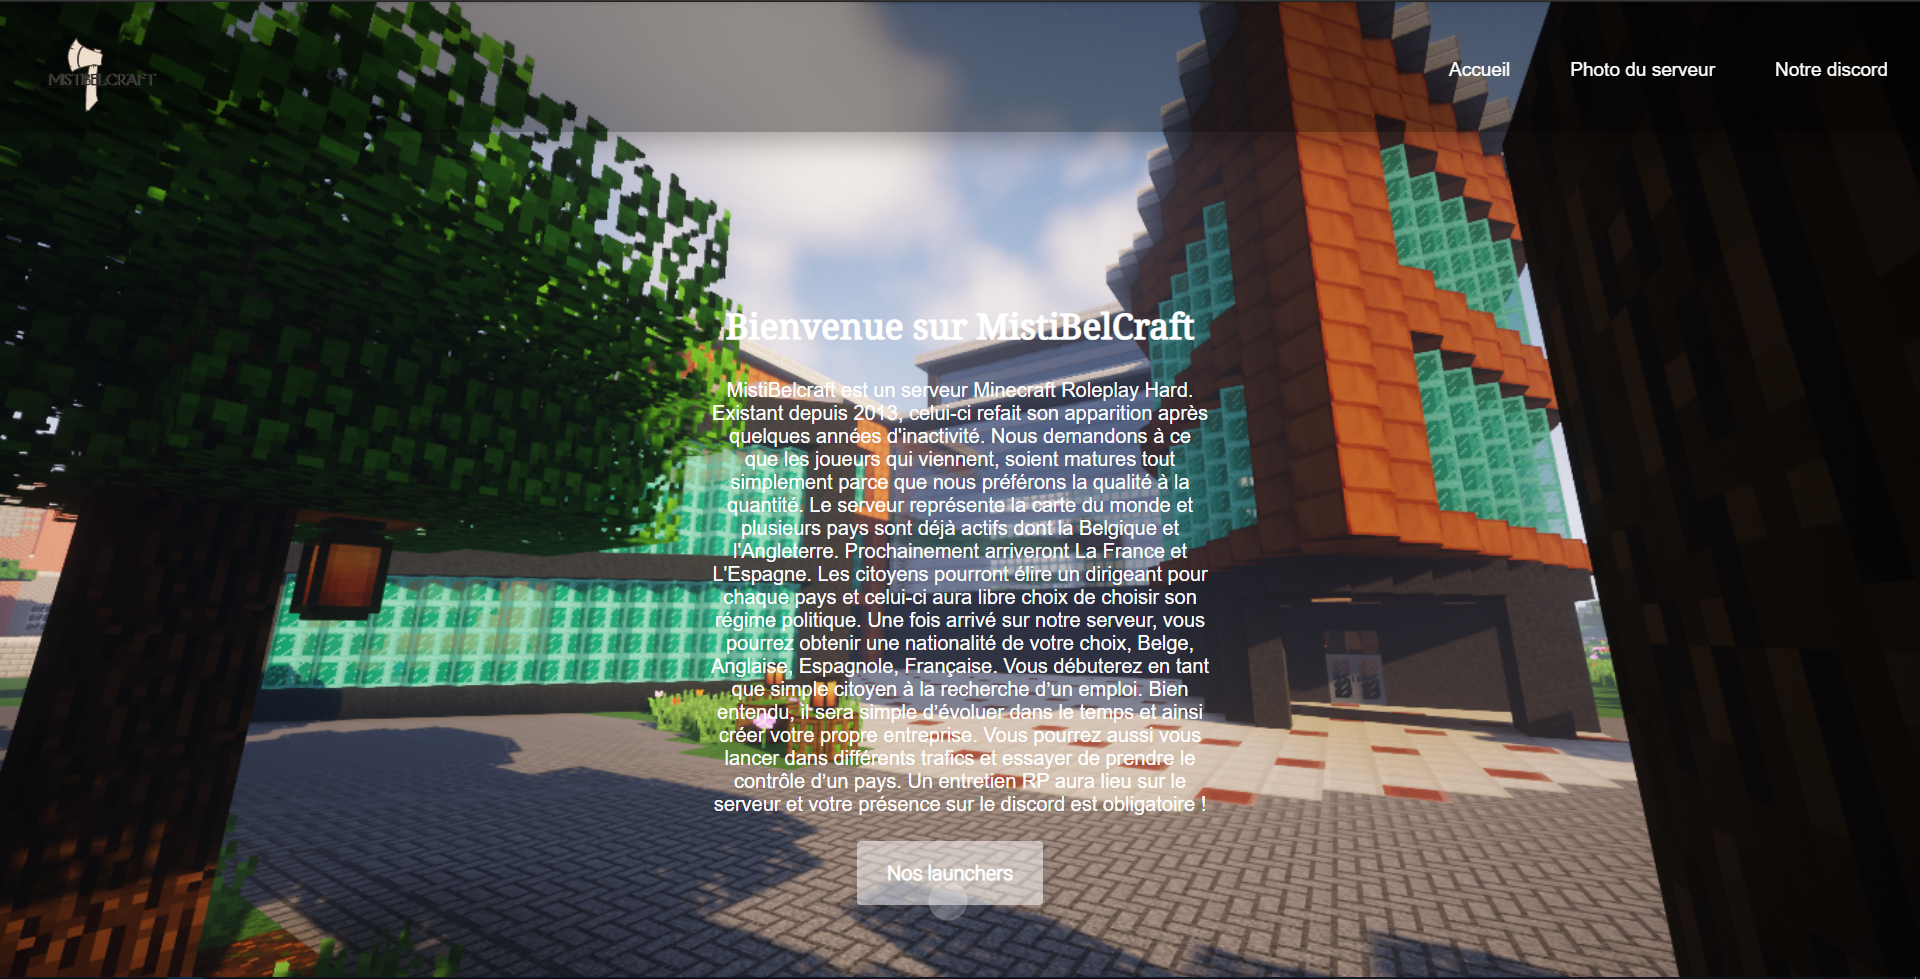 MISTIBELCRAFT
Accueil
Photo du serveur
Notre discord
Bienvenue sur MistiBelCraft
MistiBelcraft est un serveur Minecraft Roleplay Hard.
Existant depuis 2013, celui-ci refait son apparition après
quelques années d'inactivité. Nous demandons à ce
que les joueurs qui viennent, soient matures tout
simplement parce que nous préférons la qualité à la
quantité. Le serveur représente la carte du monde et
plusieurs pays sont déjà actifs dont la Belgique et
l'Angleterre. Prochainement arriveront La France et
L'Espagne. Les citoyens pourront élire un dirigeant pour
chaque pays et celui-ci aura libre choix de choisir son
régime politique. Une fois arrivé sur notre serveur, vous
pourrez obtenir une nationalité de votre choix, Belge,
Anglaise, Espagnole, Française. Vous débuterez en tant
que simple citoyen à la recherche d’un emploi. Bien
entendu, il sera simple d’évoluer dans le temps et ainsi
créer votre propre entreprise. Vous pourrez aussi vous
lancer dans différents trafics et essayer de prendre le
contrôle d’un pays. Un entretien RP aura lieu sur le
serveur et votre présence sur le discord est obligatoire !
Nos launchers